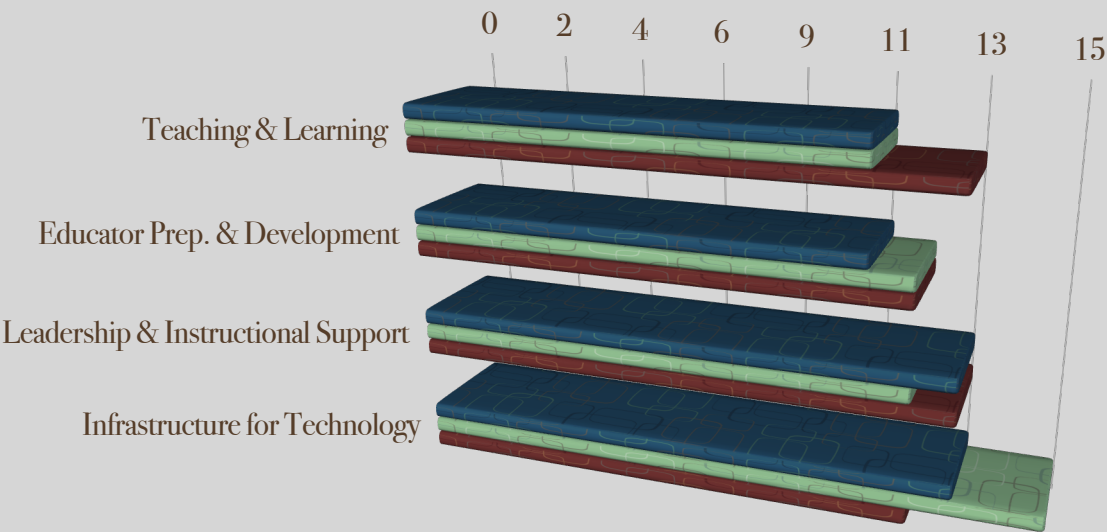 0 2 4 6 9 11 13 15
Teaching & Learning
Educator Prep. & Development
Leadership & Instructional Support
Infrastructure for Technology